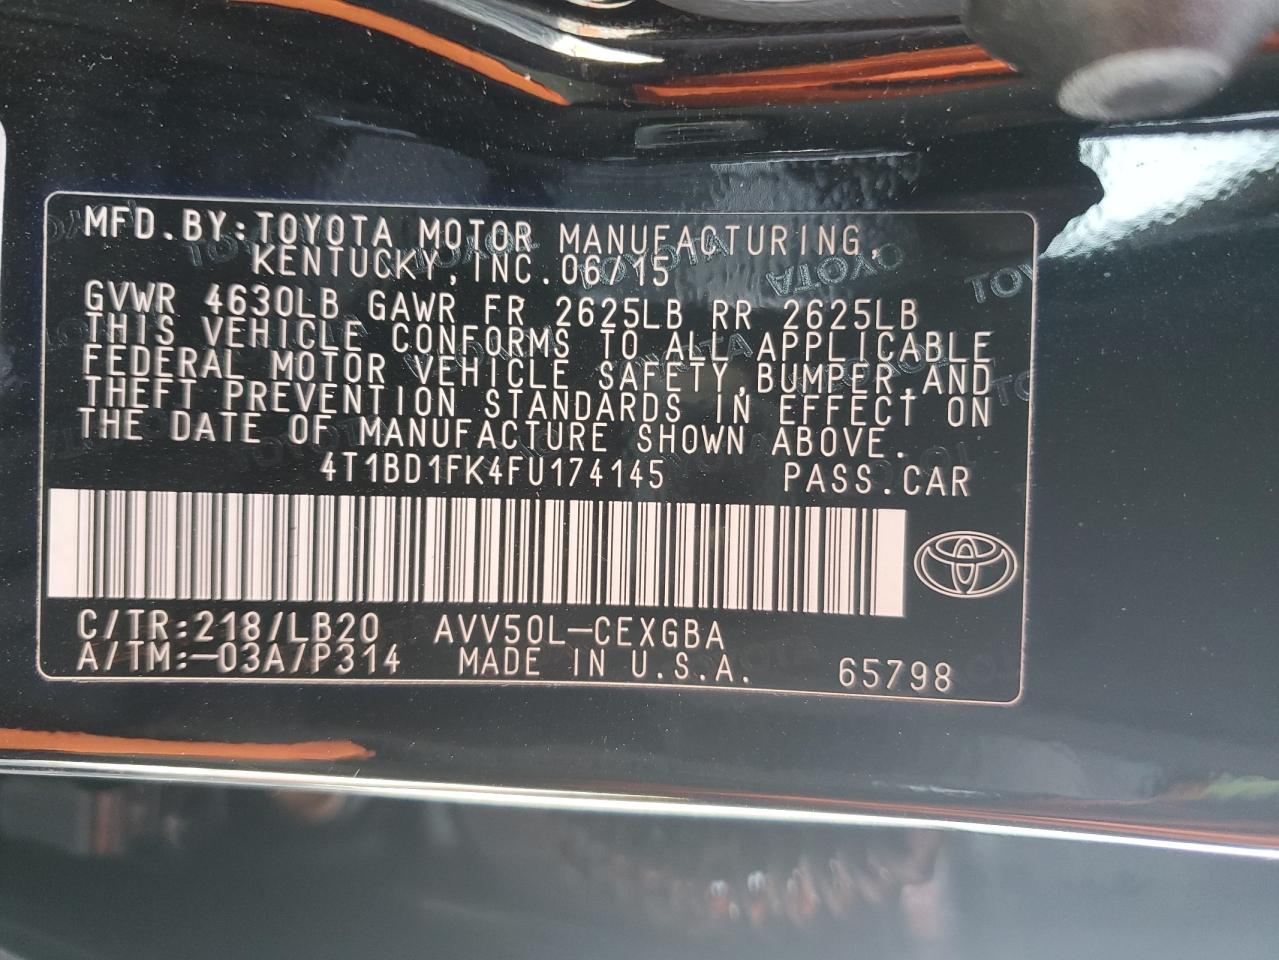 MFD.BY:TOYOTA MOTOR MANUFACTURING,
KENTUCKY,INC.06/15
GVWR 4630LB GAWR FR 2625LB RR 2625LB
THIS VEHICLE CONFORMS TO ALL APPLICABLE
FEDERAL MOTOR VEHICLE SAFETY,BUMPER,AND
THEFT PREVENTION STANDARDS IN EFFECT ON
THE DATE OF MANUFACTURE SHOWN ABOVE.
4T1BD1FK4FU174145 PASS.CAR
C/TR:218/LB20 AVV50L-CEXGBA
A/TM:-03A/P314 MADE IN U.S.A. 65798